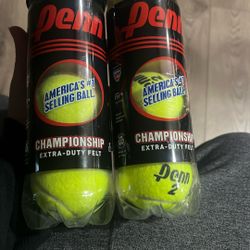 Penn
AMERICA'S #1
SELLING BALL
CHAMPIONSHIP
EXTRA-DUTY FELT
Penn
AMERICA'S #1
SELLING BALL
CHAMPIONSHIP
EXTRA-DUTY FELT
Penn
2